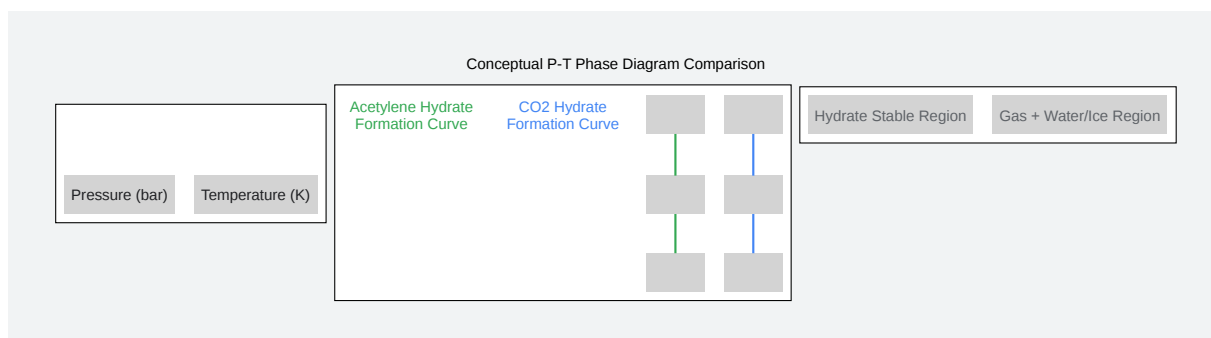 Conceptual P-T Phase Diagram Comparison
Acetylene Hydrate
Formation Curve
CO2 Hydrate
Formation Curve
Hydrate Stable Region
Gas + Water/Ice Region
Pressure (bar)
Temperature (K)